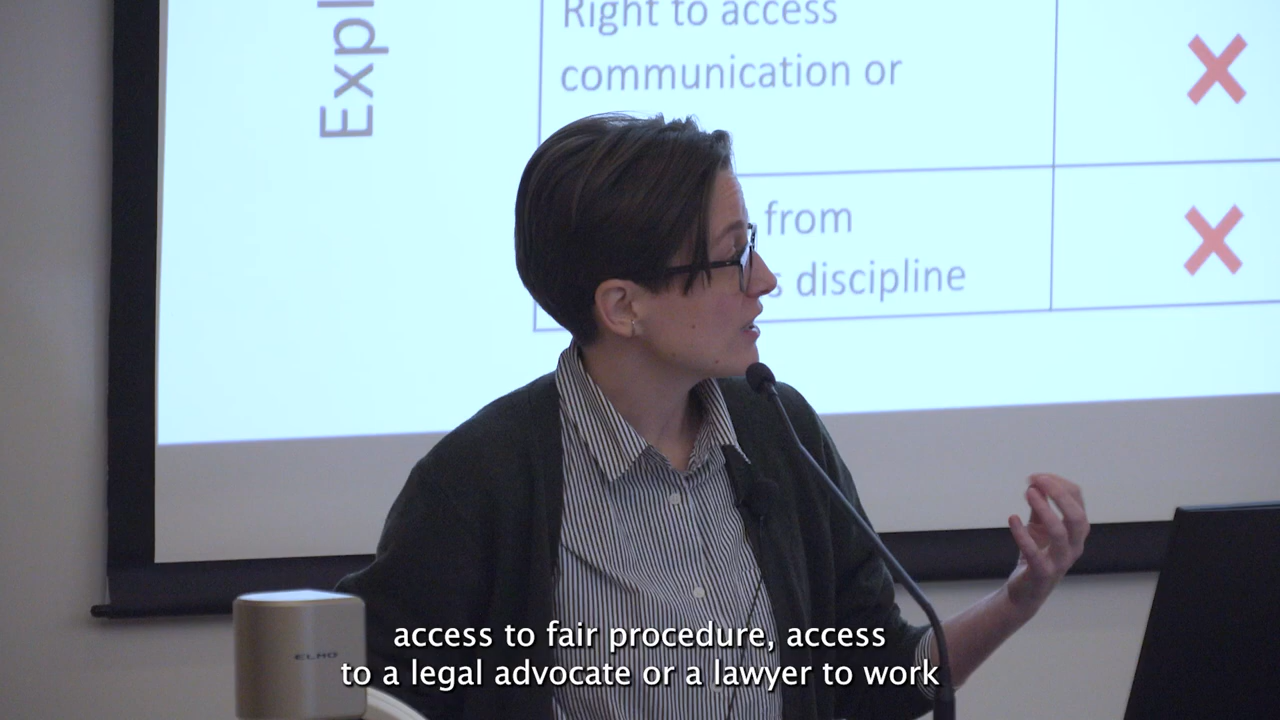 Expl
Right to access
communication or
from
s discipline
ELMO
access to fair procedure, access
to a legal advocate or a lawyer to work